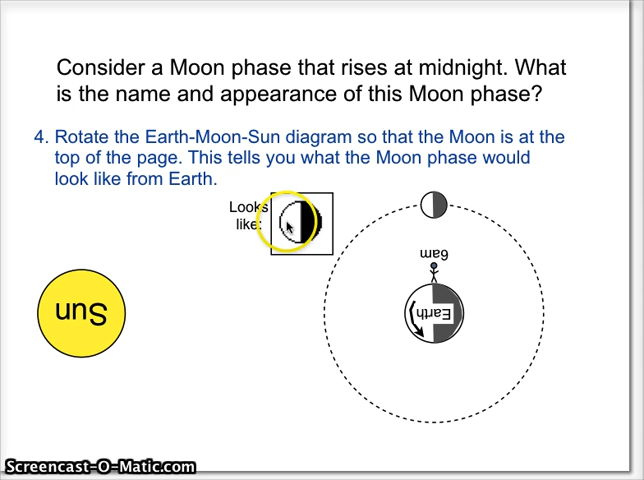 Consider a Moon phase that rises at midnight. What
is the name and appearance of this Moon phase?
4. Rotate the Earth-Moon-Sun diagram so that the Moon is at the
top of the page. This tells you what the Moon phase would
look like from Earth.
Looks
like:
6am
Sun
Earth
Screencast-O-Matic.com